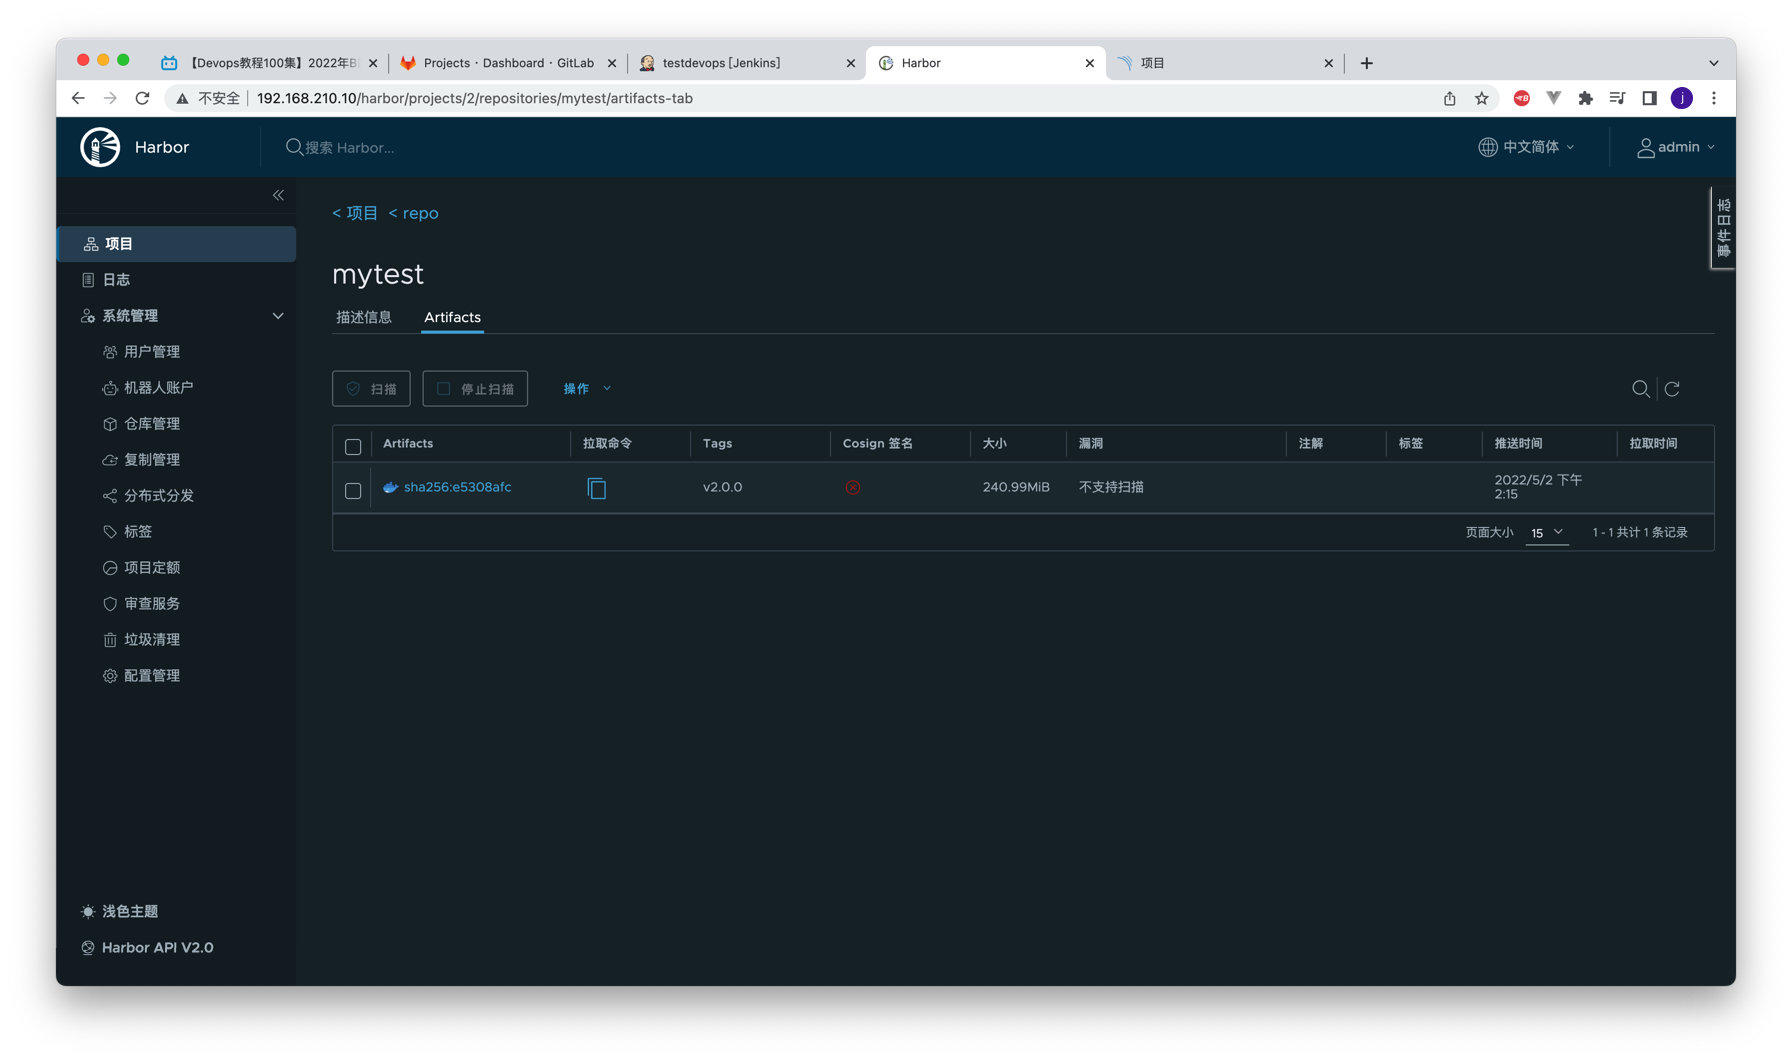 【Devops教程100集】2022年B
Projects · Dashboard · GitLab
testdevops [Jenkins]
Harbor
项目
不安全
192.168.210.10/harbor/projects/2/repositories/mytest/artifacts-tab
j
Harbor
搜索 Harbor...
中文简体
admin
事件日志
< 项目 < repo
项目
日志
系统管理
用户管理
机器人账户
仓库管理
复制管理
分布式分发
标签
项目定额
审查服务
垃圾清理
配置管理
浅色主题
Harbor API V2.0
mytest
描述信息 Artifacts
扫描 停止扫描 操作
Artifacts 拉取命令 Tags Cosign 签名 大小 漏洞 注解 标签 推送时间 拉取时间
sha256:e5308afc v2.0.0 240.99MiB 不支持扫描 2022/5/2 下午
2:15
页面大小 15 1 - 1 共计 1 条记录